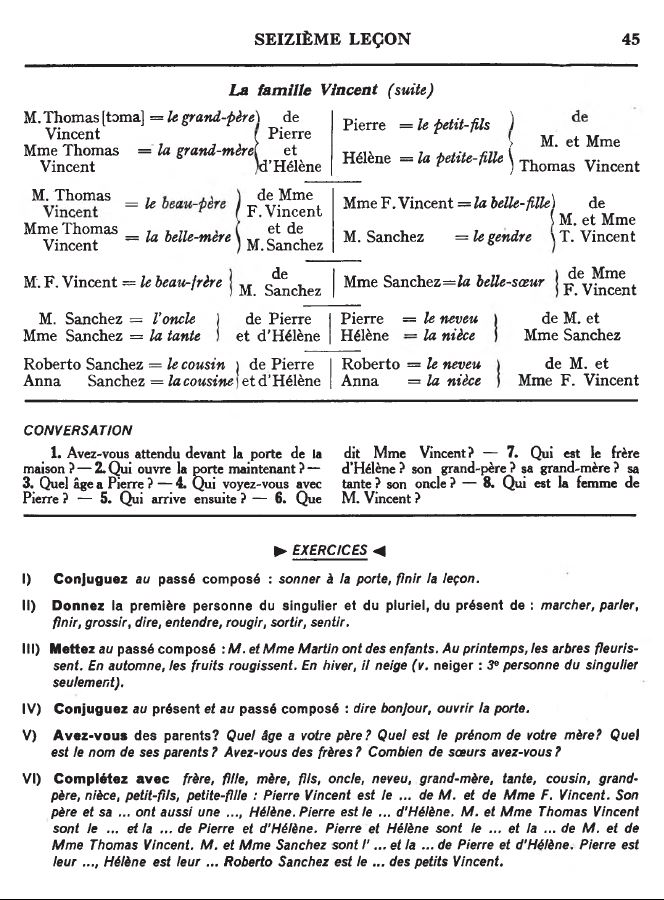 SEIZIÈME LEÇON 45
La famille Vincent (suite)
M. Thomas [tɔma] = le grand-père } de
Vincent Pierre
Mme Thomas = la grand-mère et
Vincent d'Hélène
Pierre = le petit-fils } de
M. et Mme
Hélène = la petite-fille Thomas Vincent
M. Thomas = le beau-père } de Mme
Vincent F. Vincent
Mme Thomas = la belle-mère et de
Vincent M. Sanchez
Mme F. Vincent = la belle-fille } de
M. et Mme
M. Sanchez = le gendre T. Vincent
M. F. Vincent = le beau-frère } de
M. Sanchez
Mme Sanchez = la belle-sœur } de Mme
F. Vincent
M. Sanchez = l'oncle } de Pierre
Mme Sanchez = la tante et d'Hélène
Pierre = le neveu } de M. et
Hélène = la nièce Mme Sanchez
Roberto Sanchez = le cousin } de Pierre
Anna Sanchez = la cousine et d'Hélène
Roberto = le neveu } de M. et
Anna = la nièce Mme F. Vincent
CONVERSATION
1. Avez-vous attendu devant la porte de la
maison ? — 2. Qui ouvre la porte maintenant ? —
3. Quel âge a Pierre ? — 4. Qui voyez-vous avec
Pierre ? — 5. Qui arrive ensuite ? — 6. Que
dit Mme Vincent ? — 7. Qui est le frère
d'Hélène ? son grand-père ? sa grand-mère ? sa
tante ? son oncle ? — 8. Qui est la femme de
M. Vincent ?
► EXERCICES ◄
I) Conjuguez au passé composé : sonner à la porte, finir la leçon.
II) Donnez la première personne du singulier et du pluriel, du présent de : marcher, parler,
finir, grossir, dire, entendre, rougir, sortir, sentir.
III) Mettez au passé composé : M. et Mme Martin ont des enfants. Au printemps, les arbres fleuris-
sent. En automne, les fruits rougissent. En hiver, il neige (v. neiger : 3e personne du singulier
seulement).
IV) Conjuguez au présent et au passé composé : dire bonjour, ouvrir la porte.
V) Avez-vous des parents? Quel âge a votre père ? Quel est le prénom de votre mère? Quel
est le nom de ses parents ? Avez-vous des frères ? Combien de sœurs avez-vous ?
VI) Complétez avec frère, fille, mère, fils, oncle, neveu, grand-mère, tante, cousin, grand-
père, nièce, petit-fils, petite-fille : Pierre Vincent est le ... de M. et de Mme F. Vincent. Son
père et sa ... ont aussi une ..., Hélène. Pierre est le ... d'Hélène. M. et Mme Thomas Vincent
sont le ... et la ... de Pierre et d'Hélène. Pierre et Hélène sont le ... et la ... de M. et de
Mme Thomas Vincent. M. et Mme Sanchez sont l' ... et la ... de Pierre et d'Hélène. Pierre est
leur ..., Hélène est leur ... Roberto Sanchez est le ... des petits Vincent.